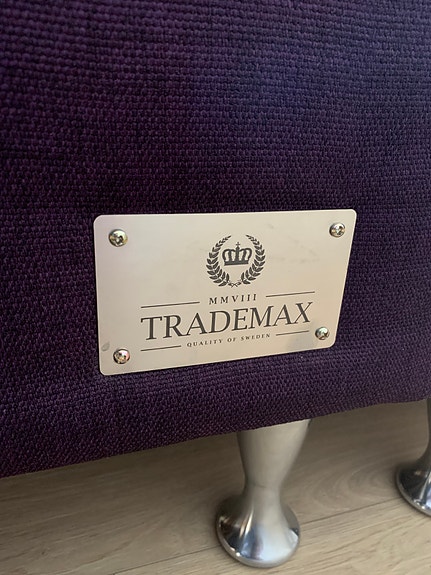 MMVIII
TRADEMAX
QUALITY OF SWEDEN